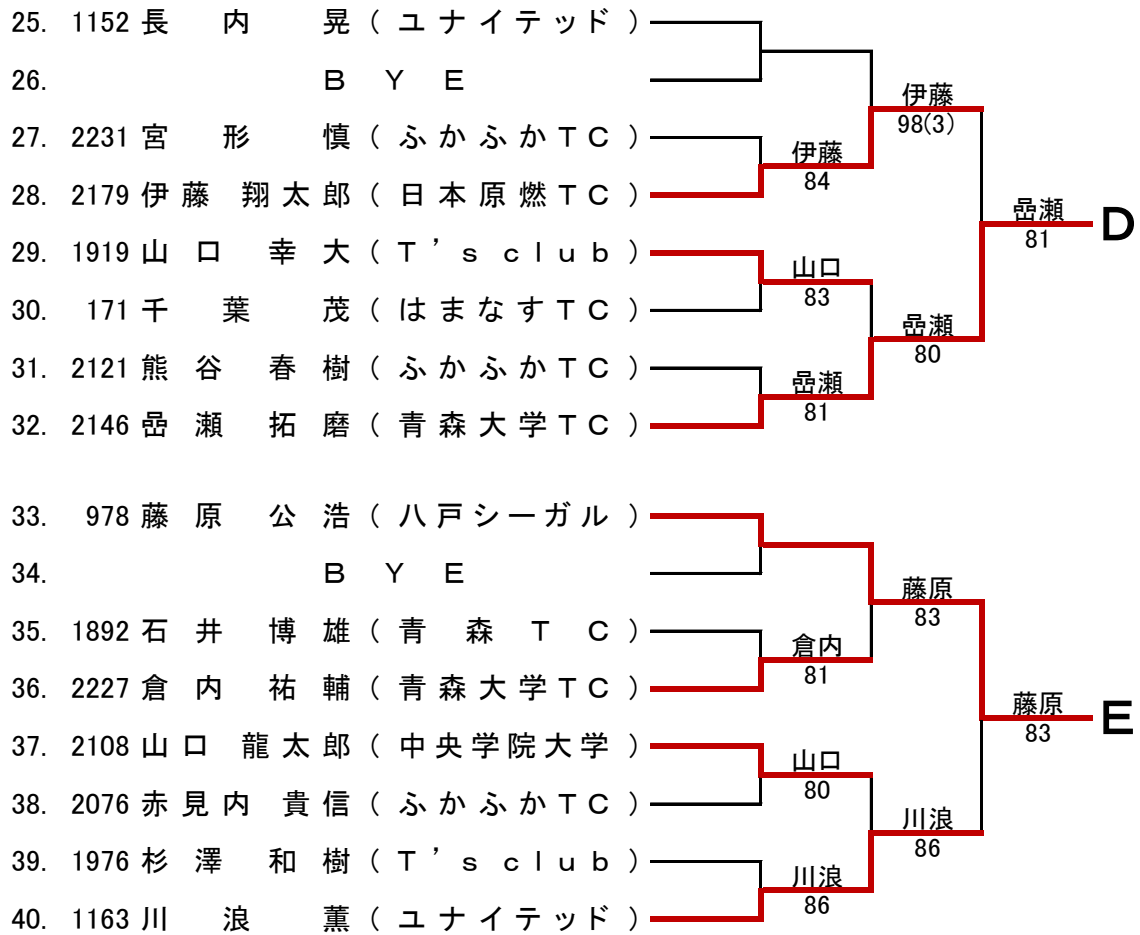 25. 1152 長内 晃 (ユナイテッド)
26. BYE
伊藤
98(3)
27. 2231 宮形 慎 (ふかふかTC)
伊藤
84
28. 2179 伊藤 翔太郎 (日本原燃TC)
嵒瀬
81
D
29. 1919 山口 幸大 (T’s club)
山口
83
30. 171 千葉 茂 (はまなすTC)
嵒瀬
80
31. 2121 熊谷 春樹 (ふかふかTC)
嵒瀬
81
32. 2146 嵒瀬 拓磨 (青森大学TC)
33. 978 藤原 公浩 (八戸シーガル)
34. BYE
藤原
83
35. 1892 石井 博雄 (青森TC)
倉内
81
36. 2227 倉内 祐輔 (青森大学TC)
藤原
83
E
37. 2108 山口 龍太郎 (中央学院大学)
山口
80
38. 2076 赤見内 貴信 (ふかふかTC)
川浪
86
39. 1976 杉澤 和樹 (T’s club)
川浪
86
40. 1163 川浪 薫 (ユナイテッド)